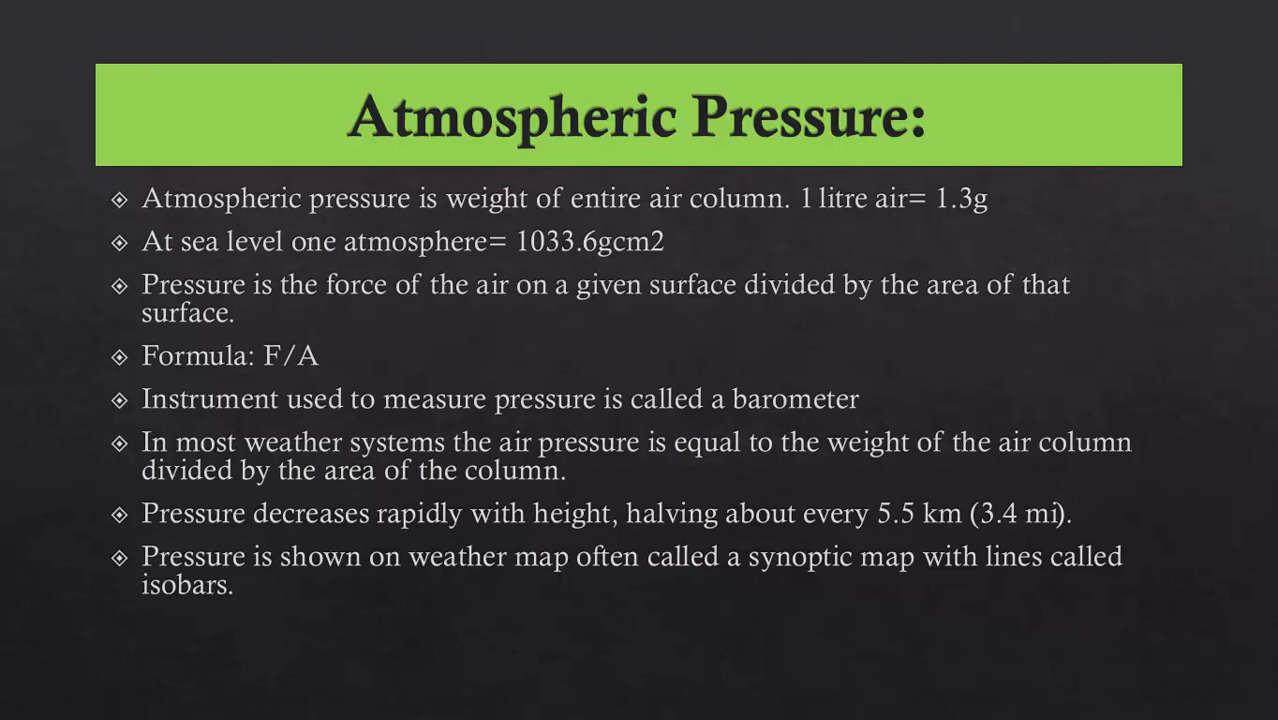 Atmospheric Pressure:
Atmospheric pressure is weight of entire air column. 1 litre air= 1.3g
At sea level one atmosphere= 1033.6gcm2
Pressure is the force of the air on a given surface divided by the area of that
surface.
Formula: F/A
Instrument used to measure pressure is called a barometer
In most weather systems the air pressure is equal to the weight of the air column
divided by the area of the column.
Pressure decreases rapidly with height, halving about every 5.5 km (3.4 mi).
Pressure is shown on weather map often called a synoptic map with lines called
isobars.